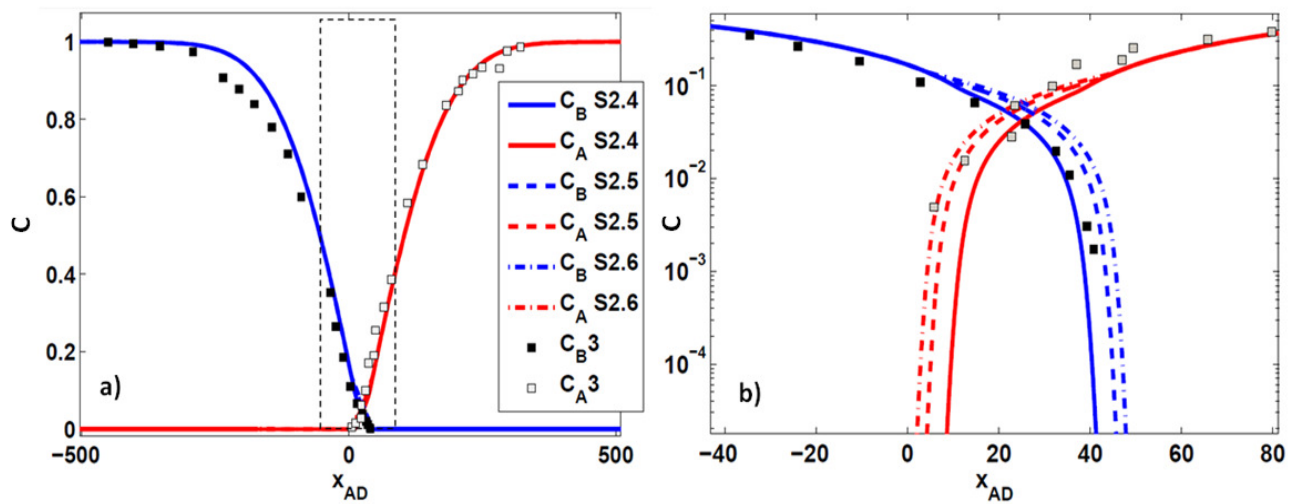 1
0.8
0.6
0.4
0.2
0
C
a)
−500
0
500
x_AD
C_B S2.4
C_A S2.4
C_B S2.5
C_A S2.5
C_B S2.6
C_A S2.6
C_B 3
C_A 3
10^−1
10^−2
10^−3
10^−4
C
b)
−40
−20
0
20
40
60
80
x_AD